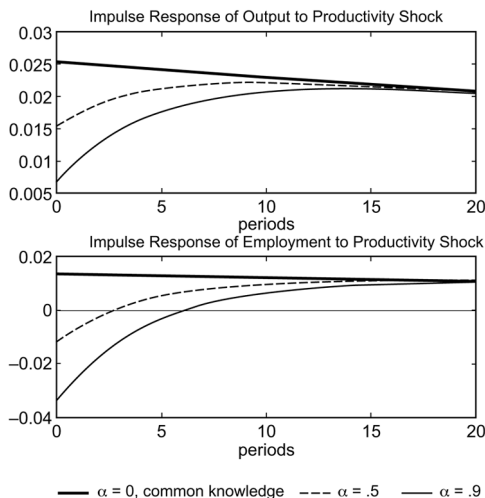 Impulse Response of Output to Productivity Shock
0.03
0.025
0.02
0.015
0.01
0.005
0 5 10 15 20
periods
Impulse Response of Employment to Productivity Shock
0.02
0
−0.02
−0.04
0 5 10 15 20
periods
α = 0, common knowledge α = .5 α = .9